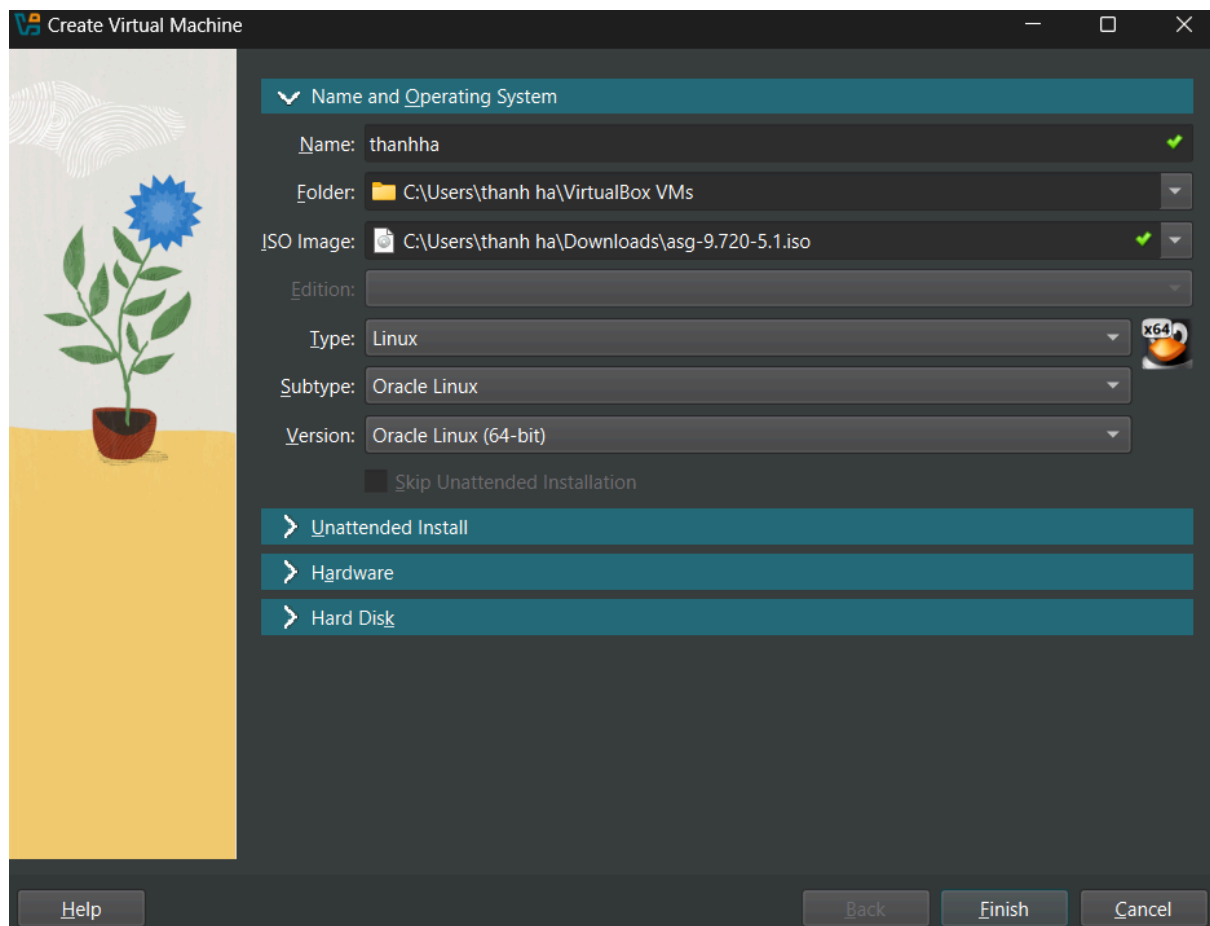 Create Virtual Machine
Name and Operating System
Name: thanhha
Folder: C:\Users\thanh ha\VirtualBox VMs
ISO Image: C:\Users\thanh ha\Downloads\asg-9.720-5.1.iso
Edition:
Type: Linux
x64
Subtype: Oracle Linux
Version: Oracle Linux (64-bit)
Skip Unattended Installation
Unattended Install
Hardware
Hard Disk
Help Back Finish Cancel